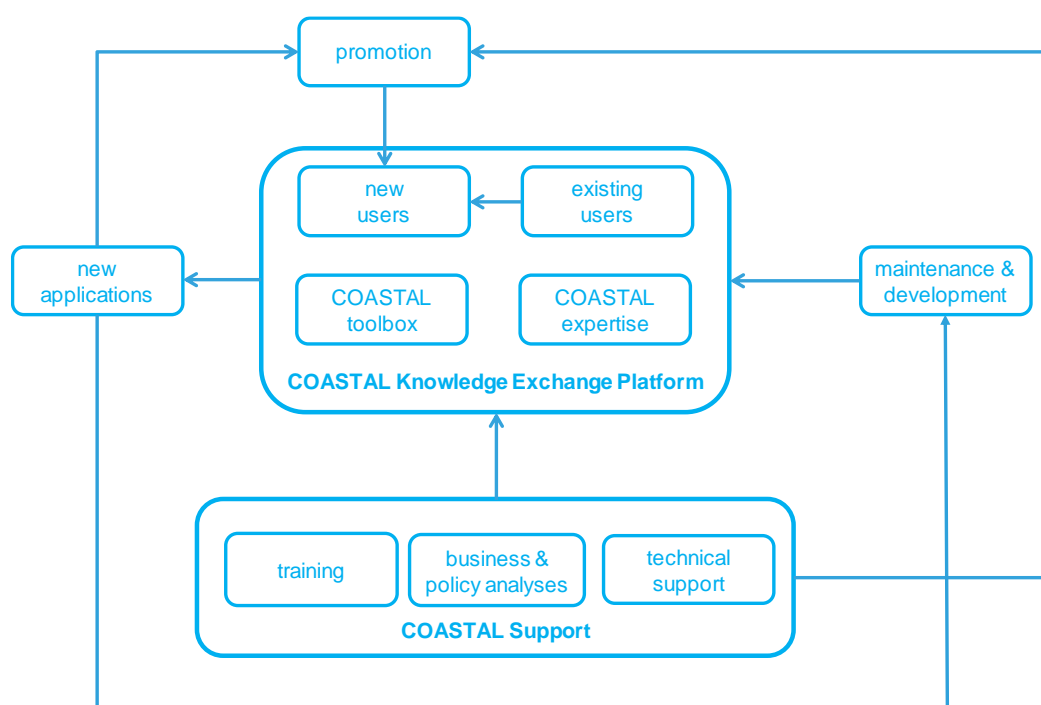 promotion
new
users
existing
users
new
applications
maintenance &
development
COASTAL
toolbox
COASTAL
expertise
COASTAL Knowledge Exchange Platform
training
business &
policy analyses
technical
support
COASTAL Support